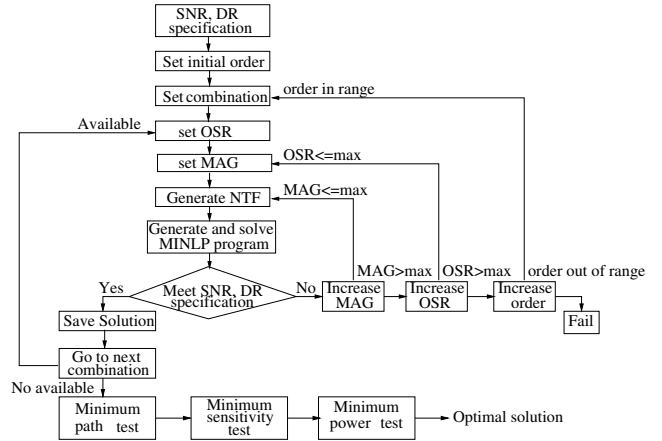 SNR, DR
specification
Set initial order
Set combination
order in range
Available
set OSR
set MAG
OSR<=max
Generate NTF
MAG<=max
Generate and solve
MINLP program
Meet SNR, DR
specification
Yes
No
MAG>max
OSR>max
order out of range
Increase
MAG
Increase
OSR
Increase
order
Fail
Save Solution
Go to next
combination
No available
Minimum
path test
Minimum
sensitivity
test
Minimum
power test
Optimal solution